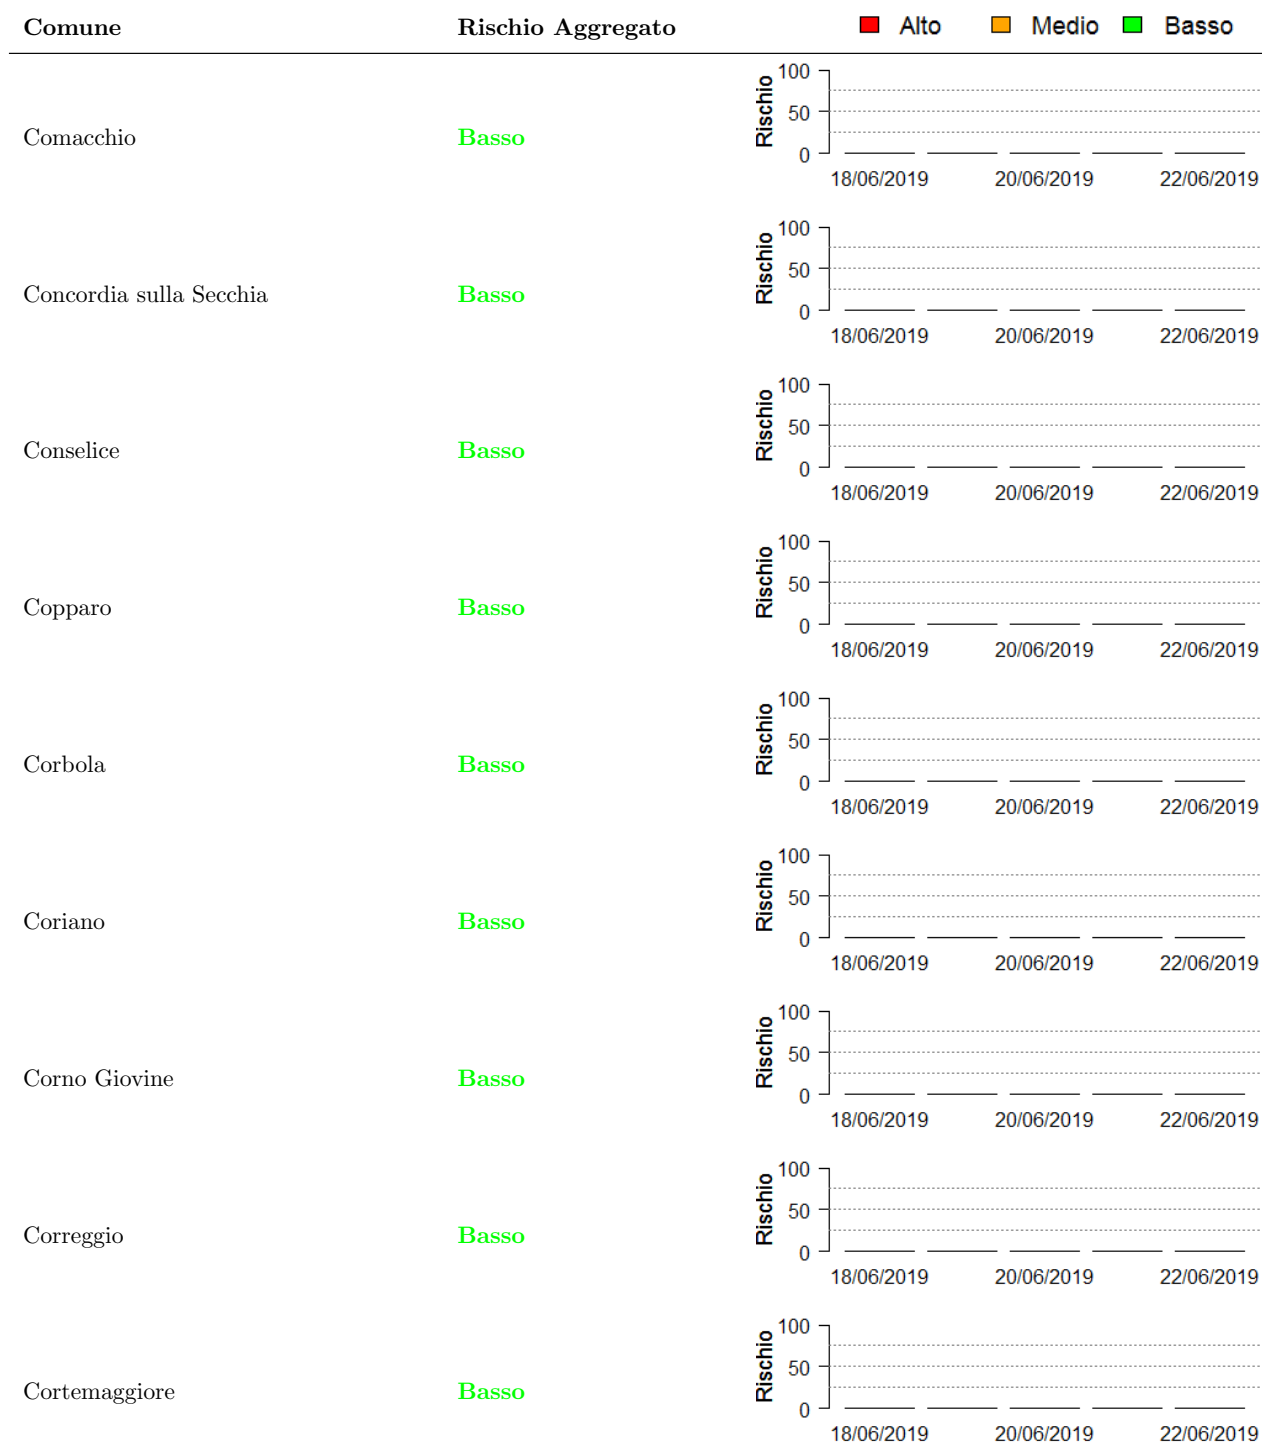 Comune Rischio Aggregato Alto Medio Basso
100
50
0
Rischio
Comacchio Basso
18/06/2019 20/06/2019 22/06/2019
100
50
0
Rischio
Concordia sulla Secchia Basso
18/06/2019 20/06/2019 22/06/2019
100
50
0
Rischio
Conselice Basso
18/06/2019 20/06/2019 22/06/2019
100
50
0
Rischio
Copparo Basso
18/06/2019 20/06/2019 22/06/2019
100
50
0
Rischio
Corbola Basso
18/06/2019 20/06/2019 22/06/2019
100
50
0
Rischio
Coriano Basso
18/06/2019 20/06/2019 22/06/2019
100
50
0
Rischio
Corno Giovine Basso
18/06/2019 20/06/2019 22/06/2019
100
50
0
Rischio
Correggio Basso
18/06/2019 20/06/2019 22/06/2019
100
50
0
Rischio
Cortemaggiore Basso
18/06/2019 20/06/2019 22/06/2019